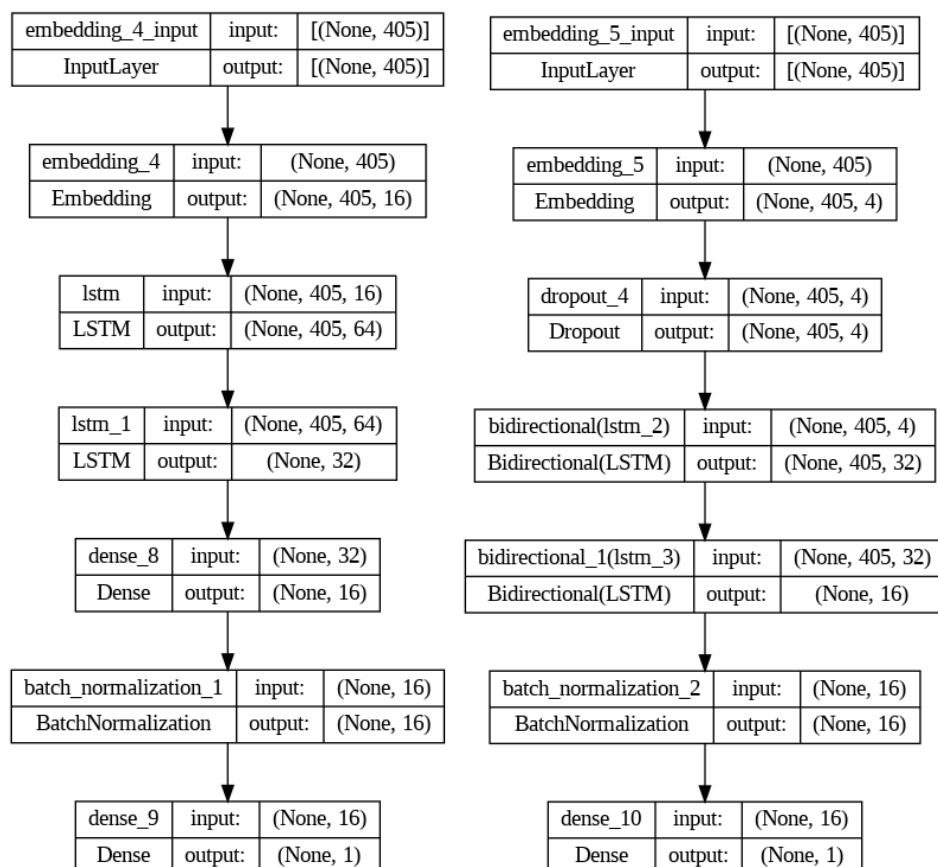 embedding_4_input input: [(None, 405)]
InputLayer output: [(None, 405)]
embedding_4 input: (None, 405)
Embedding output: (None, 405, 16)
lstm input: (None, 405, 16)
LSTM output: (None, 405, 64)
lstm_1 input: (None, 405, 64)
LSTM output: (None, 32)
dense_8 input: (None, 32)
Dense output: (None, 16)
batch_normalization_1 input: (None, 16)
BatchNormalization output: (None, 16)
dense_9 input: (None, 16)
Dense output: (None, 1)
embedding_5_input input: [(None, 405)]
InputLayer output: [(None, 405)]
embedding_5 input: (None, 405)
Embedding output: (None, 405, 4)
dropout_4 input: (None, 405, 4)
Dropout output: (None, 405, 4)
bidirectional(lstm_2) input: (None, 405, 4)
Bidirectional(LSTM) output: (None, 405, 32)
bidirectional_1(lstm_3) input: (None, 405, 32)
Bidirectional(LSTM) output: (None, 16)
batch_normalization_2 input: (None, 16)
BatchNormalization output: (None, 16)
dense_10 input: (None, 16)
Dense output: (None, 1)